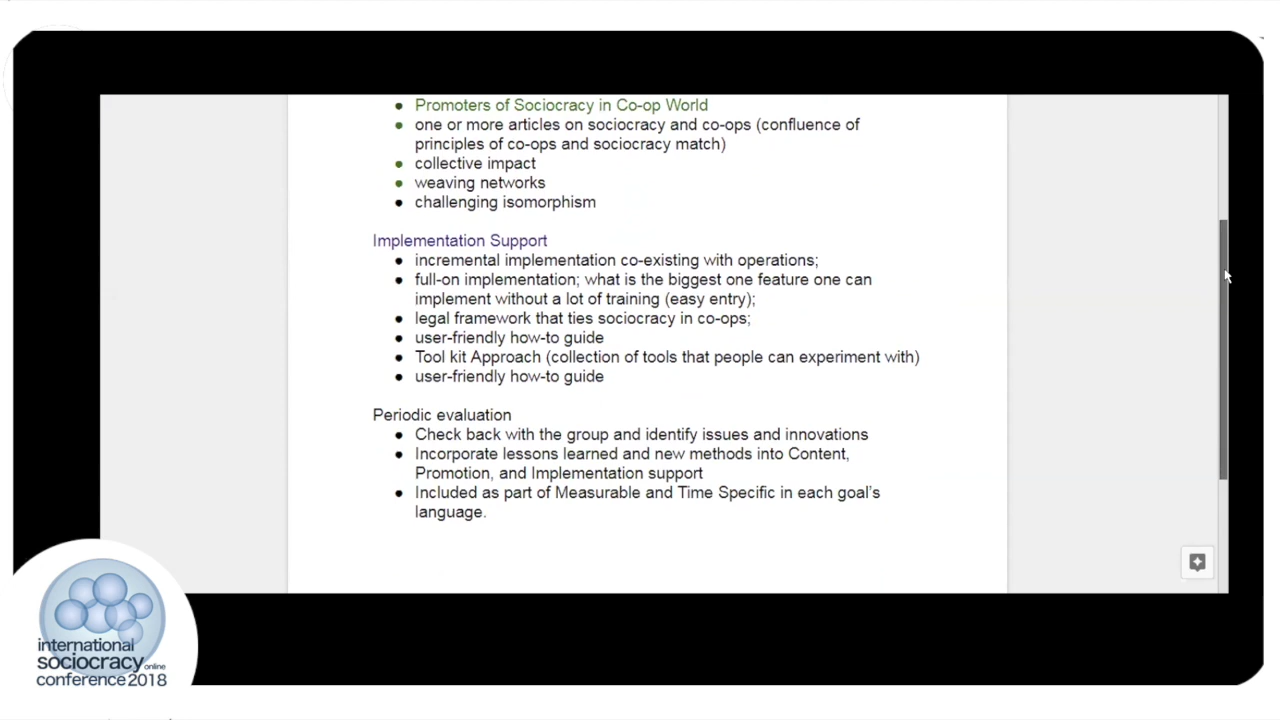 Promoters of Sociocracy in Co-op World
one or more articles on sociocracy and co-ops (confluence of
principles of co-ops and sociocracy match)
collective impact
weaving networks
challenging isomorphism
Implementation Support
incremental implementation co-existing with operations;
full-on implementation; what is the biggest one feature one can
implement without a lot of training (easy entry);
legal framework that ties sociocracy in co-ops;
user-friendly how-to guide
Tool kit Approach (collection of tools that people can experiment with)
user-friendly how-to guide
Periodic evaluation
Check back with the group and identify issues and innovations
Incorporate lessons learned and new methods into Content,
Promotion, and Implementation support
Included as part of Measurable and Time Specific in each goal's
language.
international
sociocracy online
conference 2018